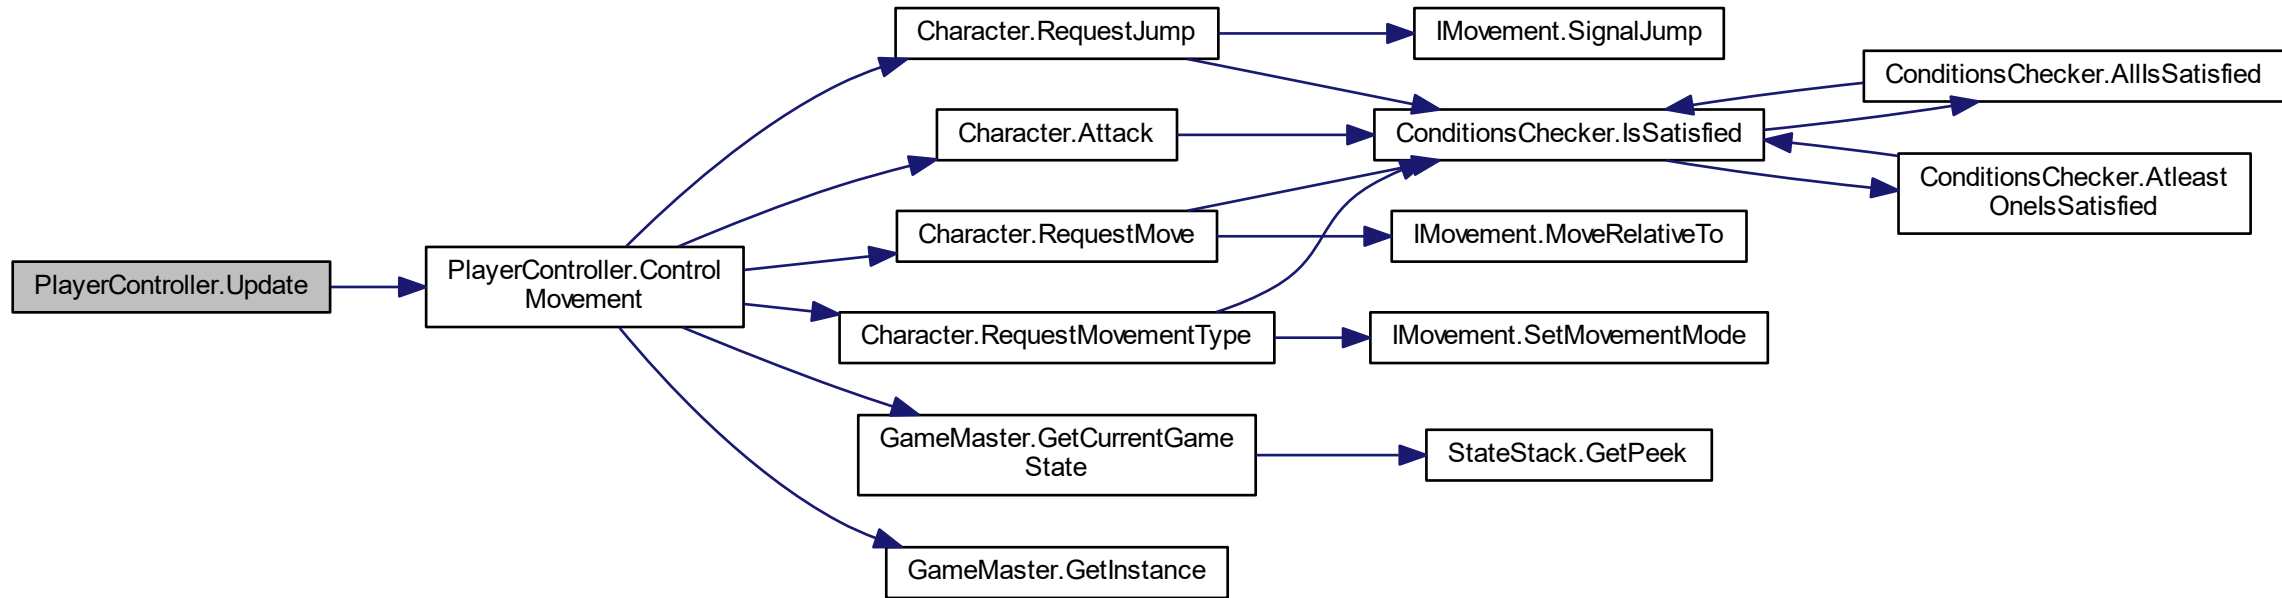 Character.RequestJump
IMovement.SignalJump
ConditionsChecker.AllIsSatisfied
Character.Attack
ConditionsChecker.IsSatisfied
ConditionsChecker.Atleast
OneIsSatisfied
Character.RequestMove
IMovement.MoveRelativeTo
PlayerController.Update
PlayerController.Control
Movement
Character.RequestMovementType
IMovement.SetMovementMode
GameMaster.GetCurrentGame
State
StateStack.GetPeek
GameMaster.GetInstance